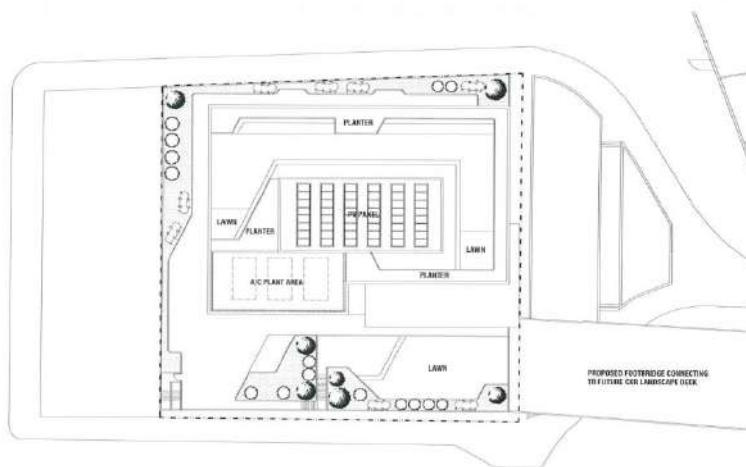 PLANTER
PV PANEL
LAWN
PLANTER
LAWN
PLANTER
A/C PLANT AREA
LAWN
PROPOSED FOOTBRIDGE CONNECTING
TO FUTURE CKR LANDSCAPE DECK